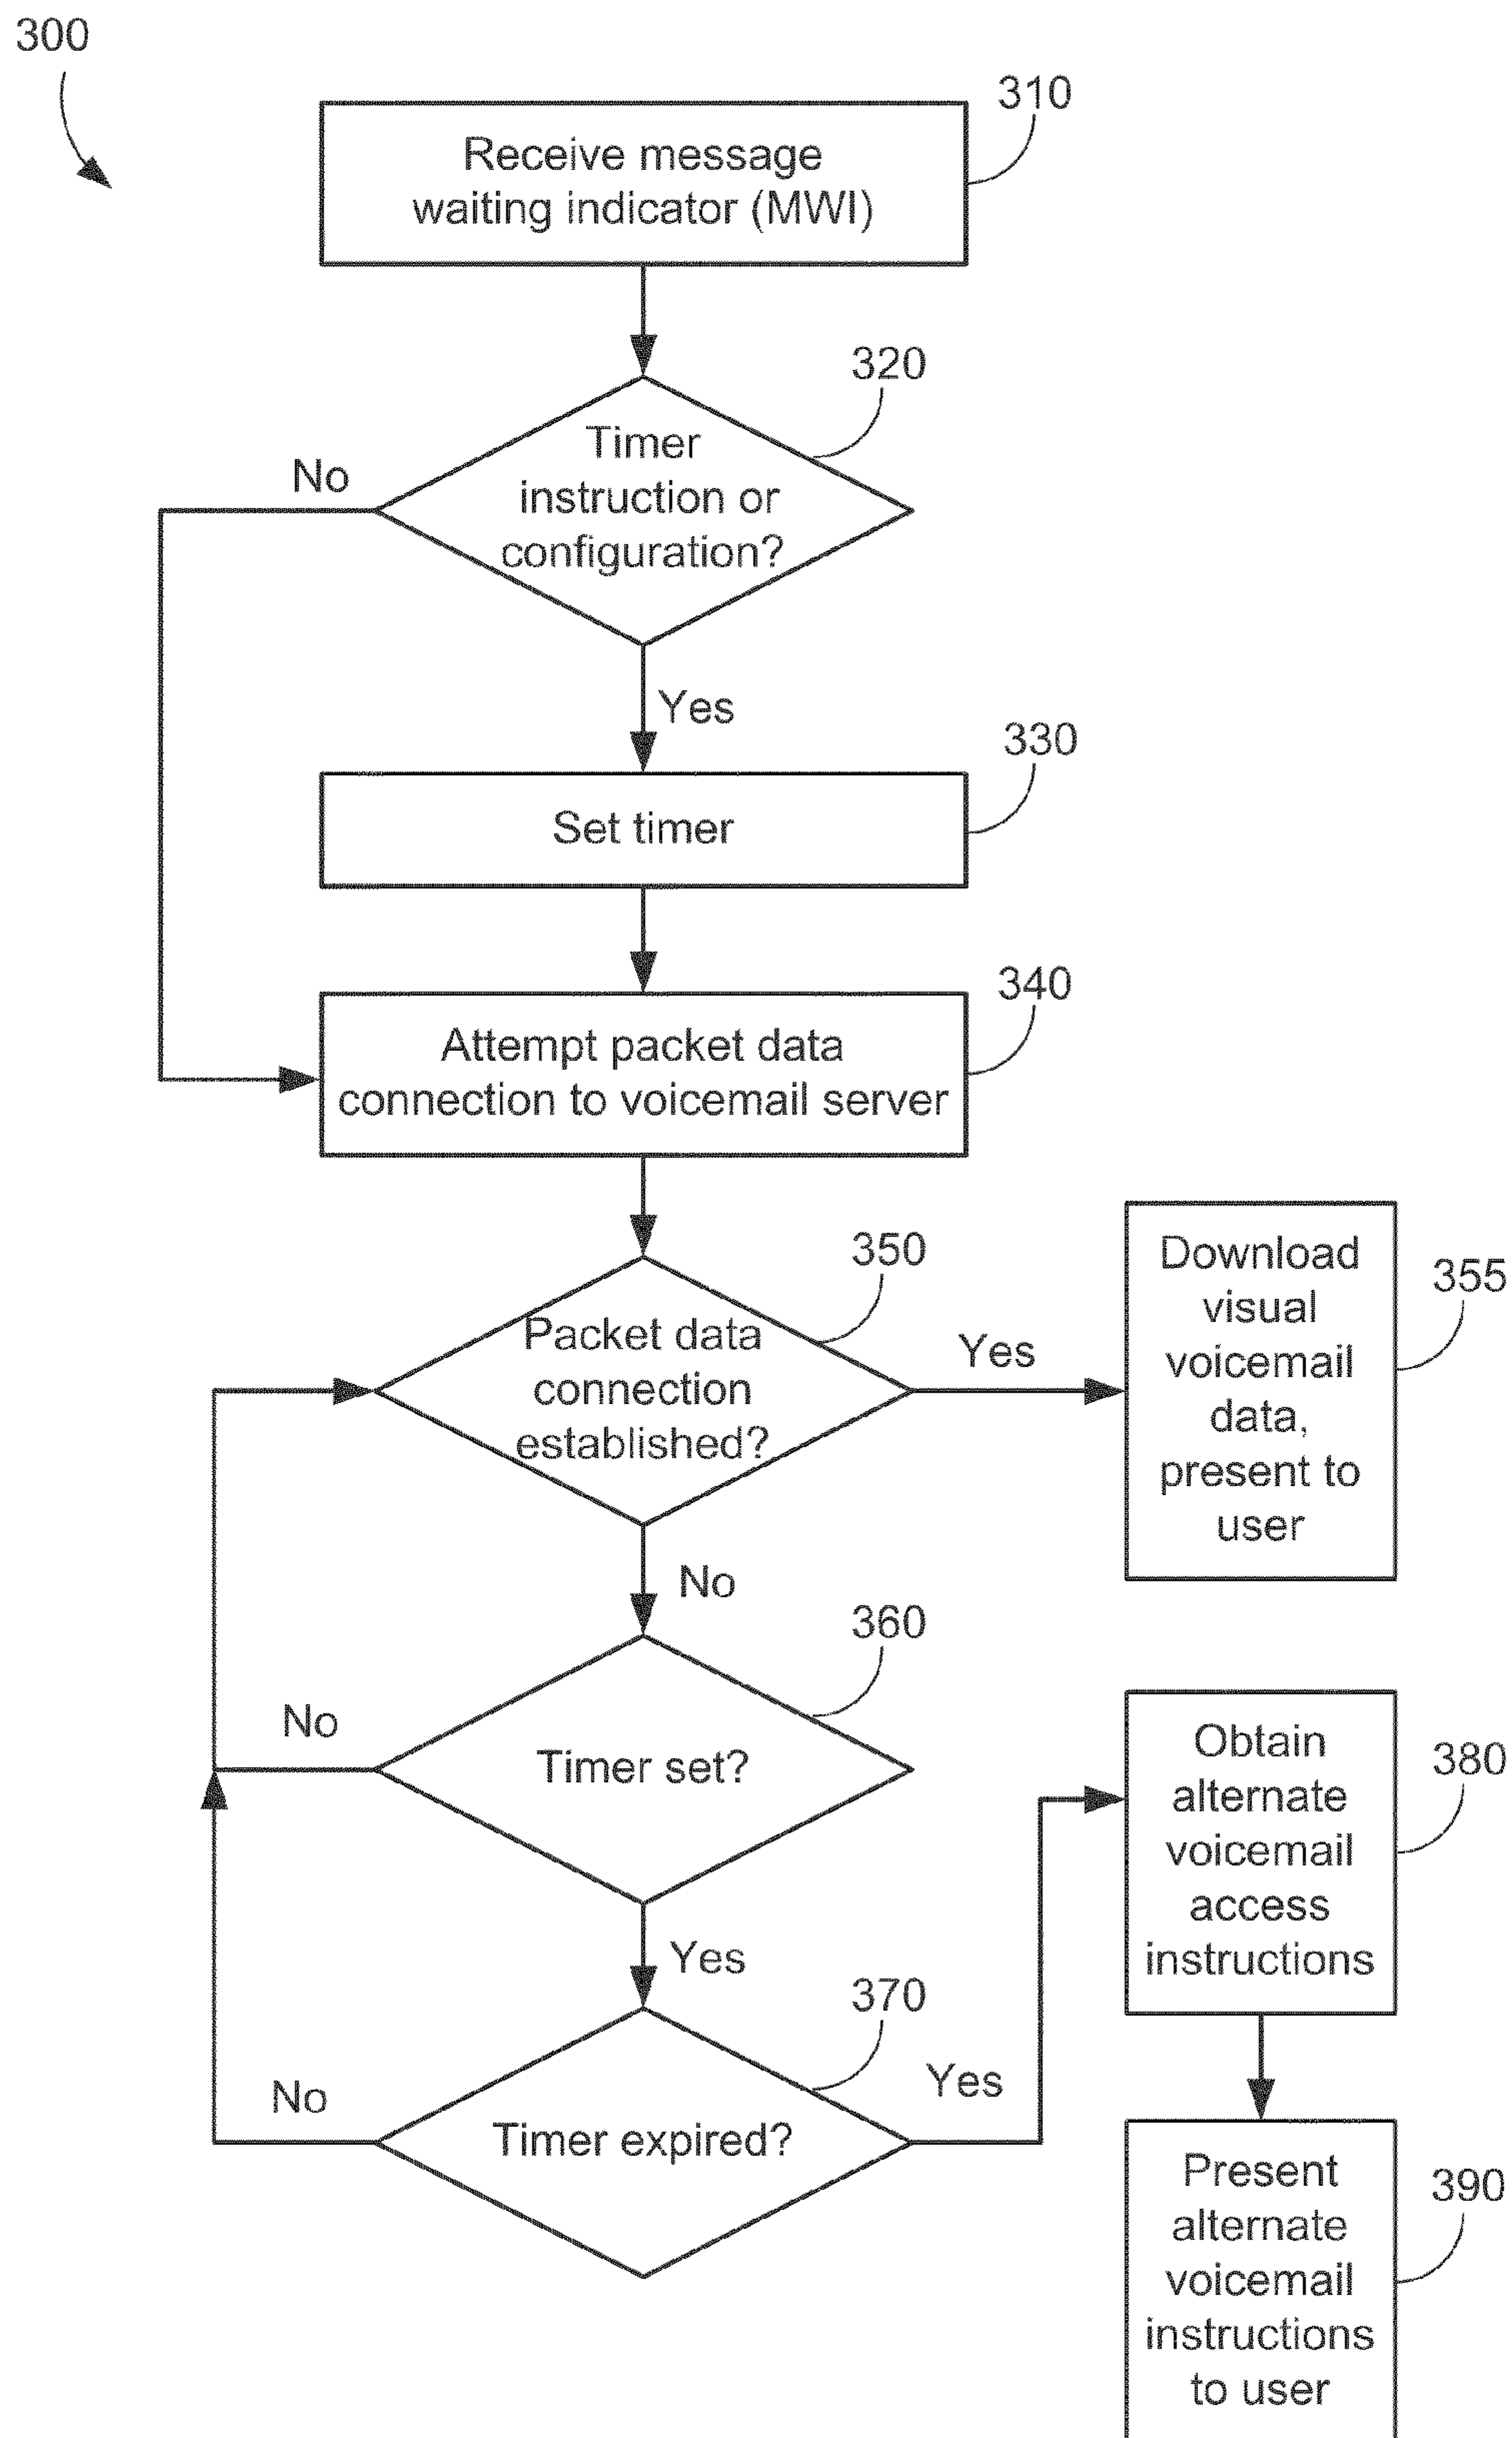 300
310
Receive message
waiting indicator (MWI)
320
Timer
instruction or
configuration?
No
Yes
330
Set timer
340
Attempt packet data
connection to voicemail server
350
Packet data
connection
established?
Yes
355
Download
visual
voicemail
data,
present to
user
No
360
Timer set?
No
Yes
370
Timer expired?
No
Yes
380
Obtain
alternate
voicemail
access
instructions
390
Present
alternate
voicemail
instructions
to user